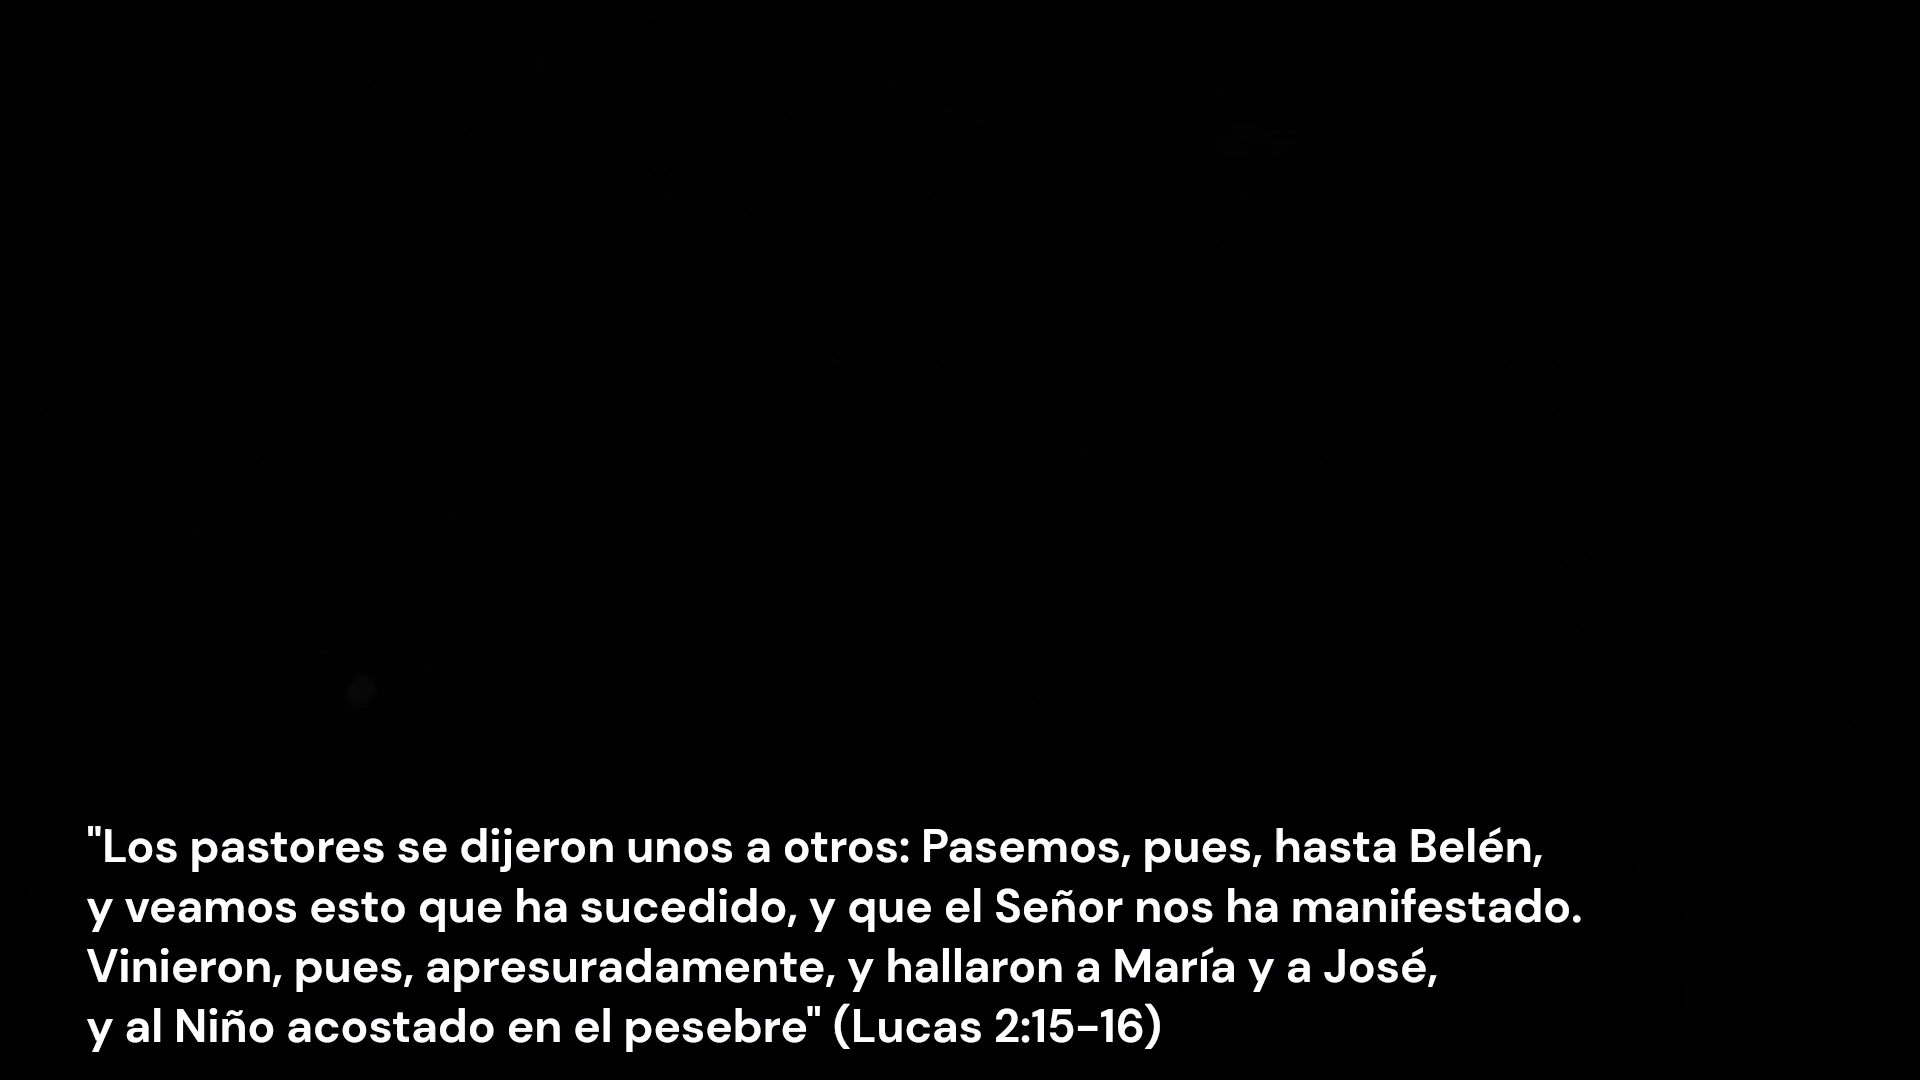 "Los pastores se dijeron unos a otros: Pasemos, pues, hasta Belén,
y veamos esto que ha sucedido, y que el Señor nos ha manifestado.
Vinieron, pues, apresuradamente, y hallaron a María y a José,
y al Niño acostado en el pesebre" (Lucas 2:15-16)